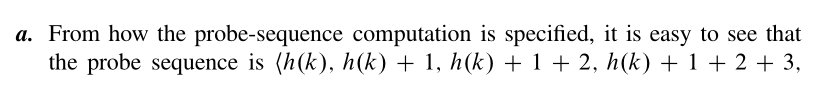 a. From how the probe-sequence computation is specified, it is easy to see that
the probe sequence is ⟨h(k), h(k) + 1, h(k) + 1 + 2, h(k) + 1 + 2 + 3,